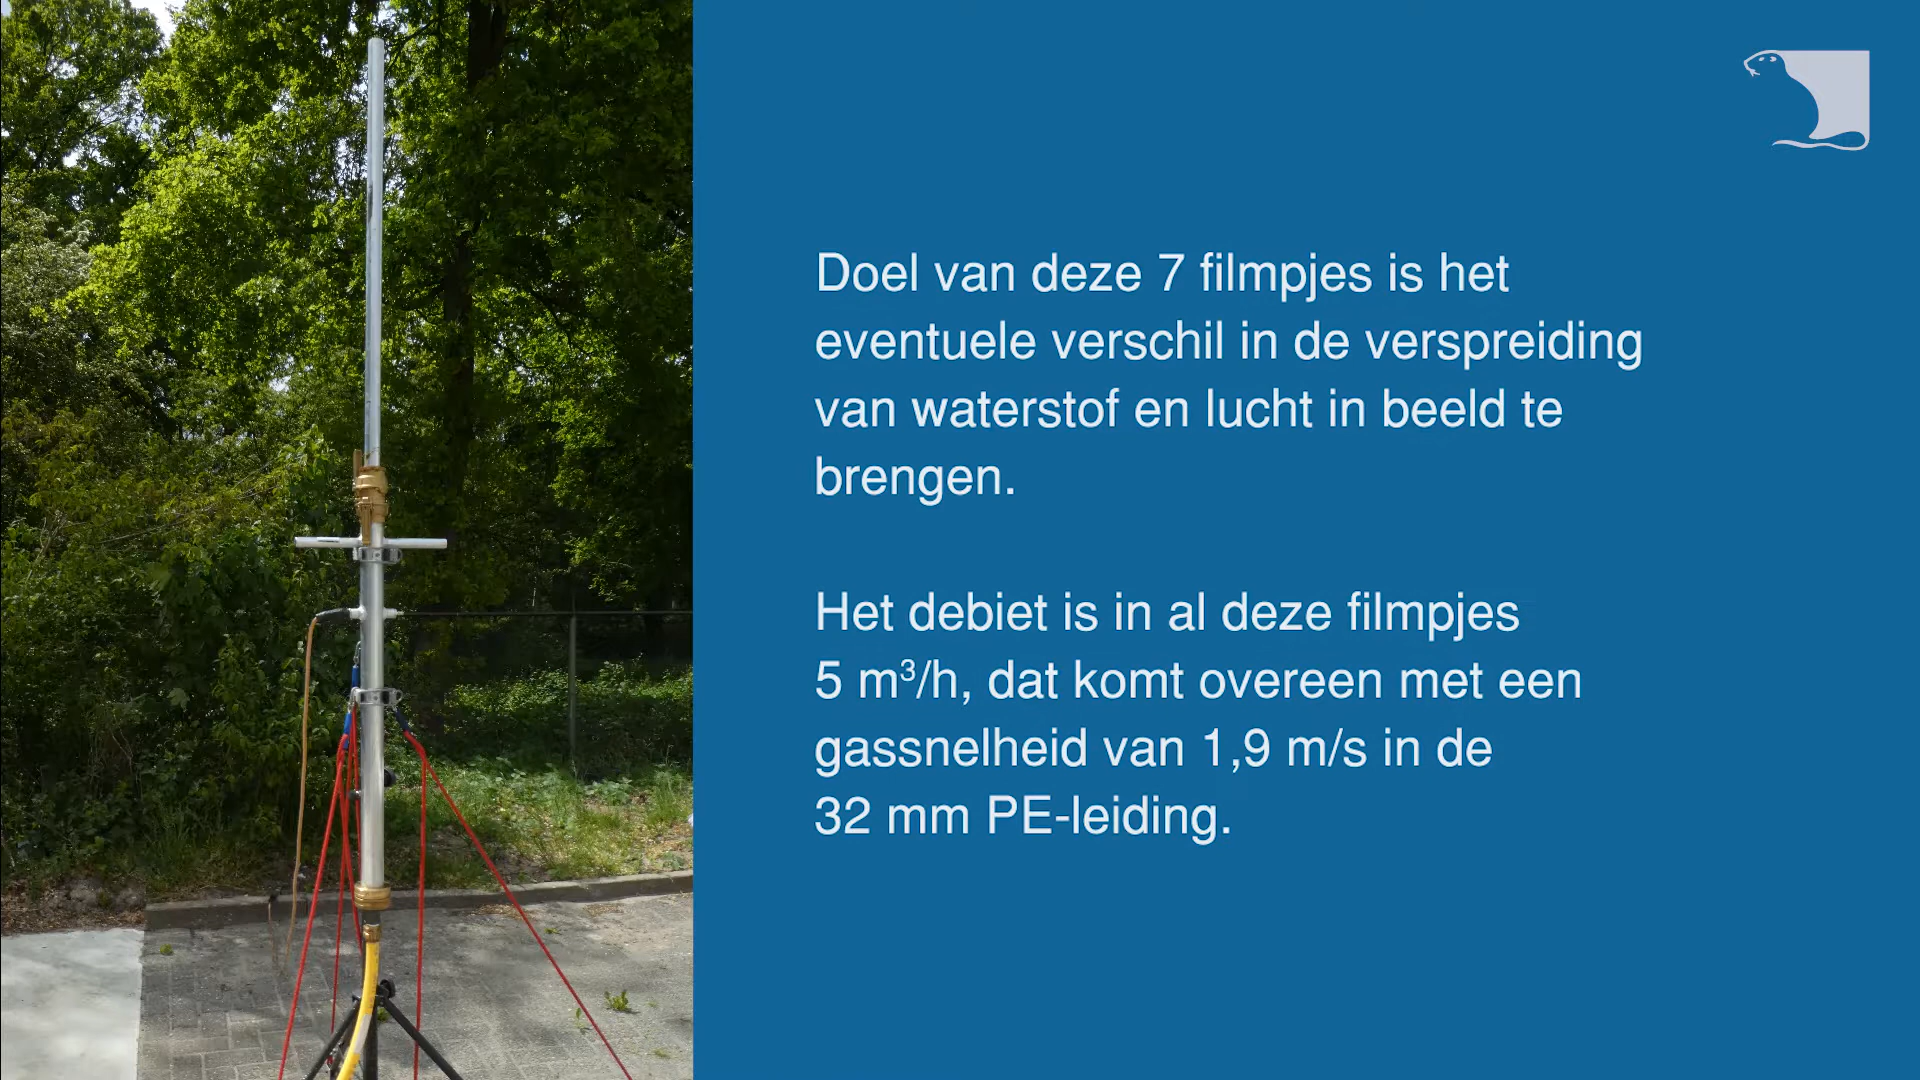 Doel van deze 7 filmpjes is het
eventuele verschil in de verspreiding
van waterstof en lucht in beeld te
brengen.
Het debiet is in al deze filmpjes
5 m³/h, dat komt overeen met een
gassnelheid van 1,9 m/s in de
32 mm PE-leiding.